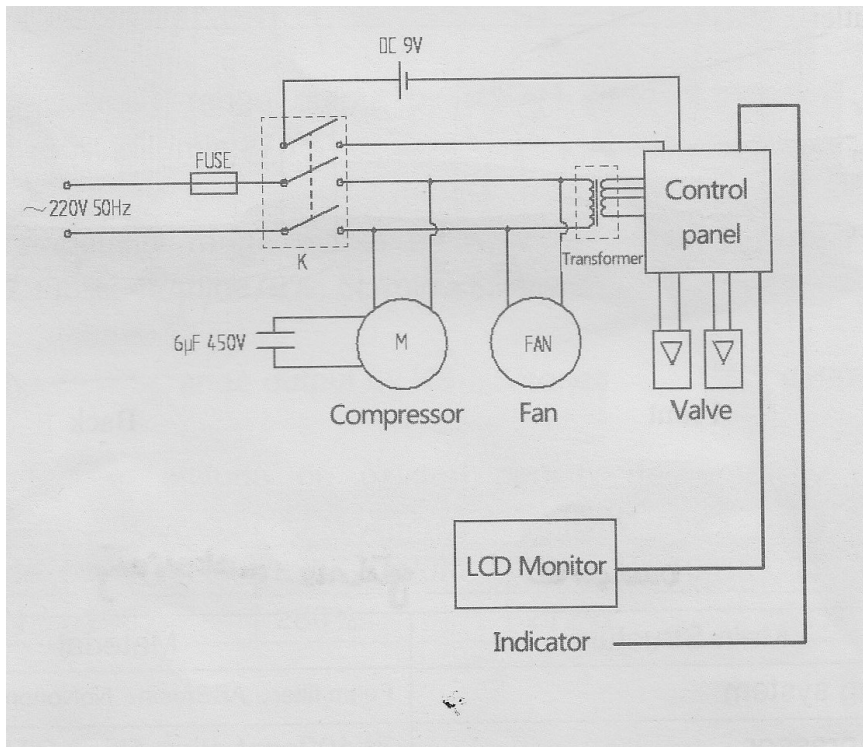 DC 9V
FUSE
～220V 50Hz
K
Transformer
Control
panel
6μF 450V
M
FAN
Compressor
Fan
Valve
LCD Monitor
Indicator